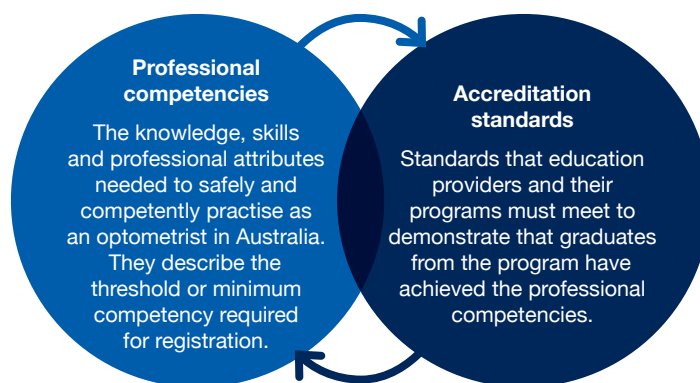 Professional
competencies
The knowledge, skills
and professional attributes
needed to safely and
competently practise as
an optometrist in Australia.
They describe the
threshold or minimum
competency required
for registration.
Accreditation
standards
Standards that education
providers and their
programs must meet to
demonstrate that graduates
from the program have
achieved the professional
competencies.